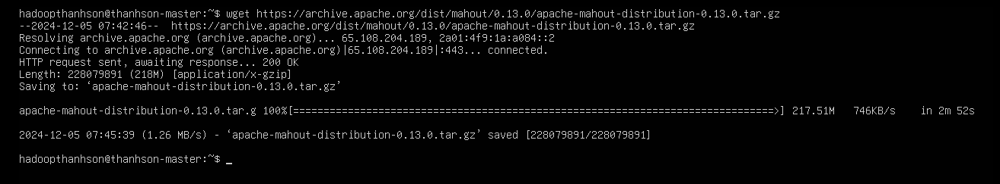 hadoopthanhson@thanhson-master:~$ wget https://archive.apache.org/dist/mahout/0.13.0/apache-mahout-distribution-0.13.0.tar.gz
--2024-12-05 07:42:46--  https://archive.apache.org/dist/mahout/0.13.0/apache-mahout-distribution-0.13.0.tar.gz
Resolving archive.apache.org (archive.apache.org)... 65.108.204.189, 2a01:4f9:1a:a084::2
Connecting to archive.apache.org (archive.apache.org)|65.108.204.189|:443... connected.
HTTP request sent, awaiting response... 200 OK
Length: 228079891 (218M) [application/x-gzip]
Saving to: ‘apache-mahout-distribution-0.13.0.tar.gz’
apache-mahout-distribution-0.13.0.tar.g 100%[===============================================================================>] 217.51M   746KB/s    in 2m 52s
2024-12-05 07:45:39 (1.26 MB/s) - ‘apache-mahout-distribution-0.13.0.tar.gz’ saved [228079891/228079891]
hadoopthanhson@thanhson-master:~$ _